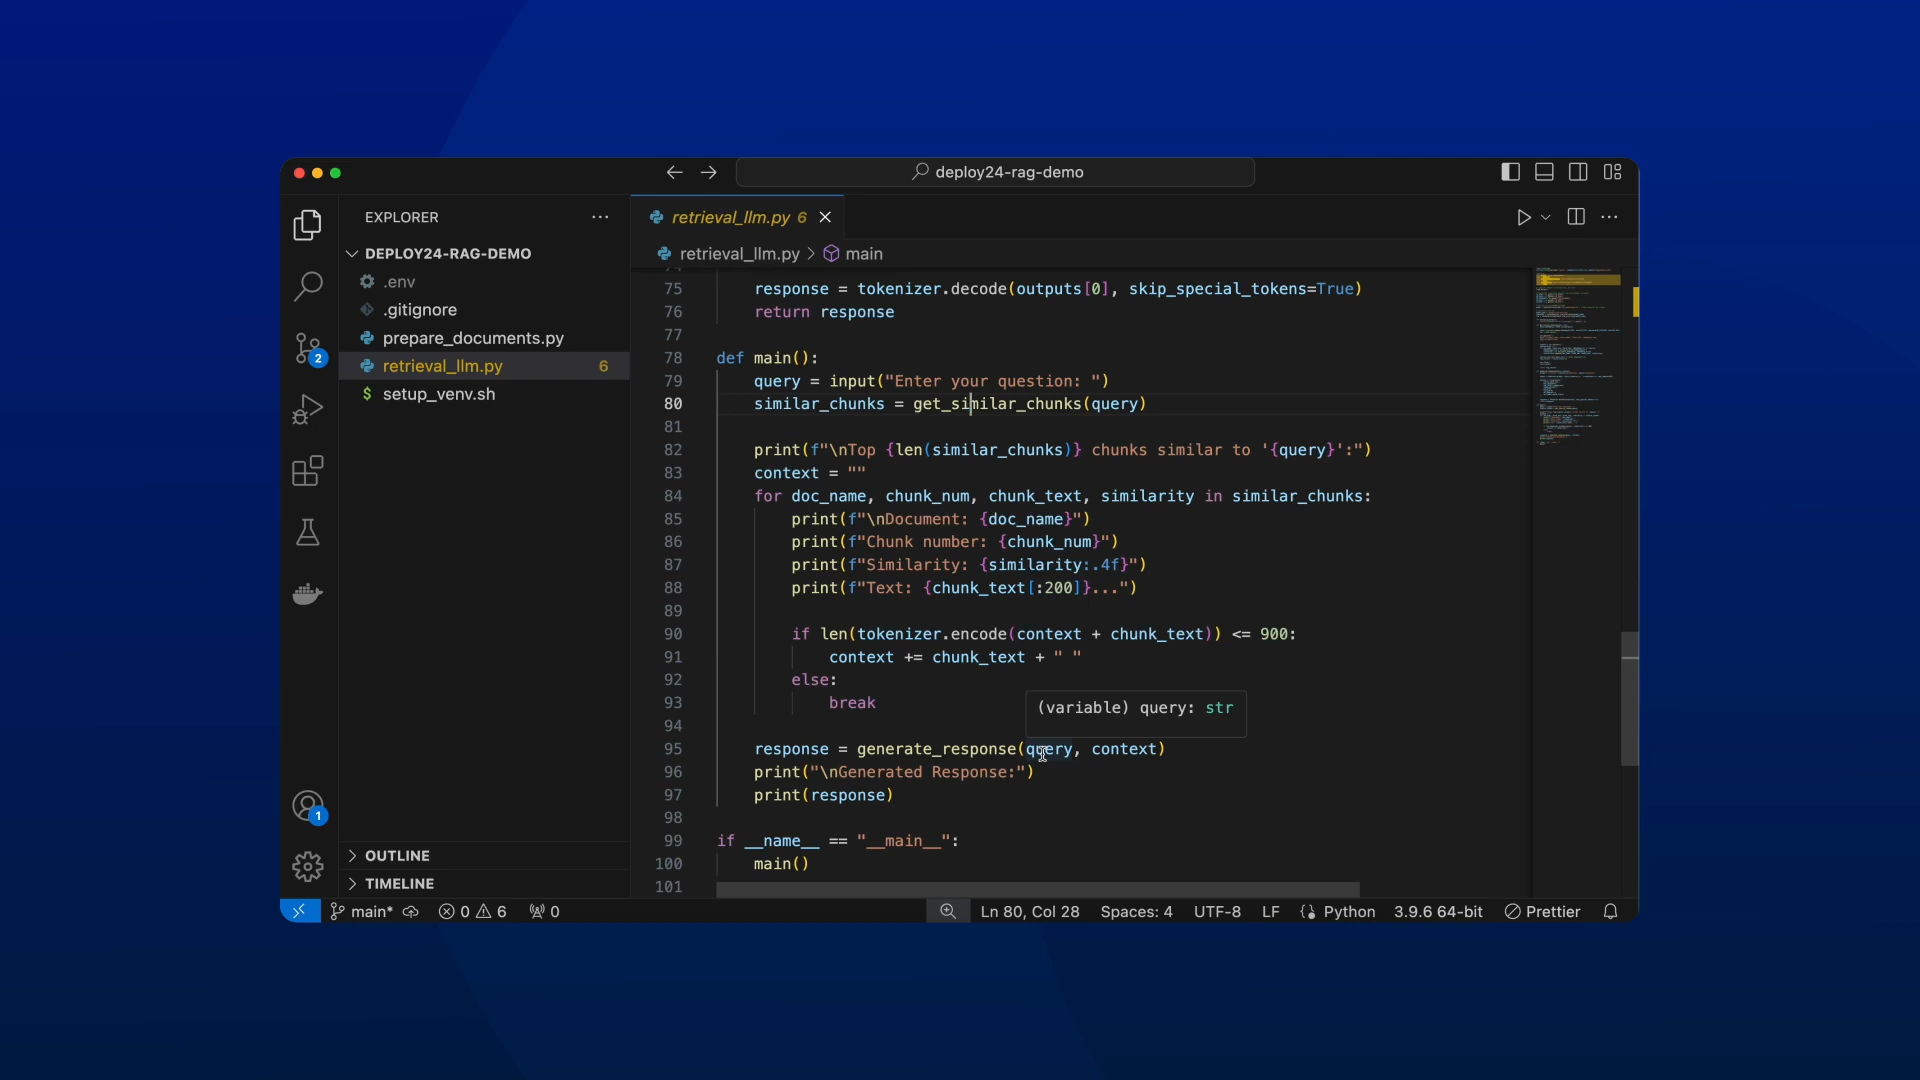 deploy24-rag-demo
EXPLORER
DEPLOY24-RAG-DEMO
.env
.gitignore
prepare_documents.py
retrieval_llm.py 6
setup_venv.sh
2
1
OUTLINE
TIMELINE
retrieval_llm.py 6
retrieval_llm.py > main
75 response = tokenizer.decode(outputs[0], skip_special_tokens=True)
76 return response
77
78 def main():
79 query = input("Enter your question: ")
80 similar_chunks = get_similar_chunks(query)
81
82 print(f"\nTop {len(similar_chunks)} chunks similar to '{query}':")
83 context = ""
84 for doc_name, chunk_num, chunk_text, similarity in similar_chunks:
85 print(f"\nDocument: {doc_name}")
86 print(f"Chunk number: {chunk_num}")
87 print(f"Similarity: {similarity:.4f}")
88 print(f"Text: {chunk_text[:200]}...")
89
90 if len(tokenizer.encode(context + chunk_text)) <= 900:
91 context += chunk_text + " "
92 else:
93 break
(variable) query: str
94
95 response = generate_response(query, context)
96 print("\nGenerated Response:")
97 print(response)
98
99 if __name__ == "__main__":
100 main()
101
main* 0 6 0 Ln 80, Col 28 Spaces: 4 UTF-8 LF Python 3.9.6 64-bit Prettier